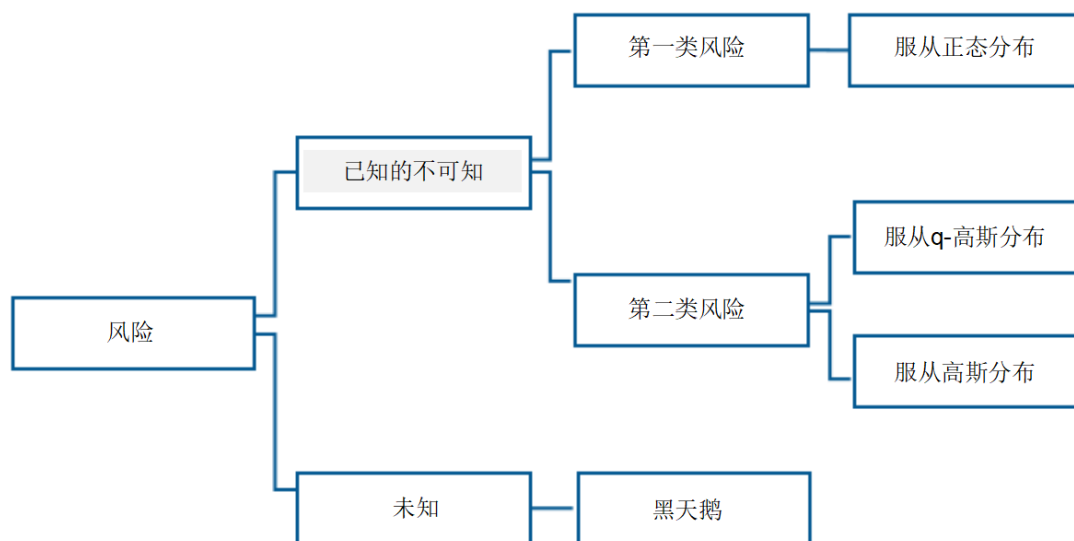 第一类风险
服从正态分布
已知的不可知
服从q-高斯分布
第二类风险
风险
服从高斯分布
未知
黑天鹅